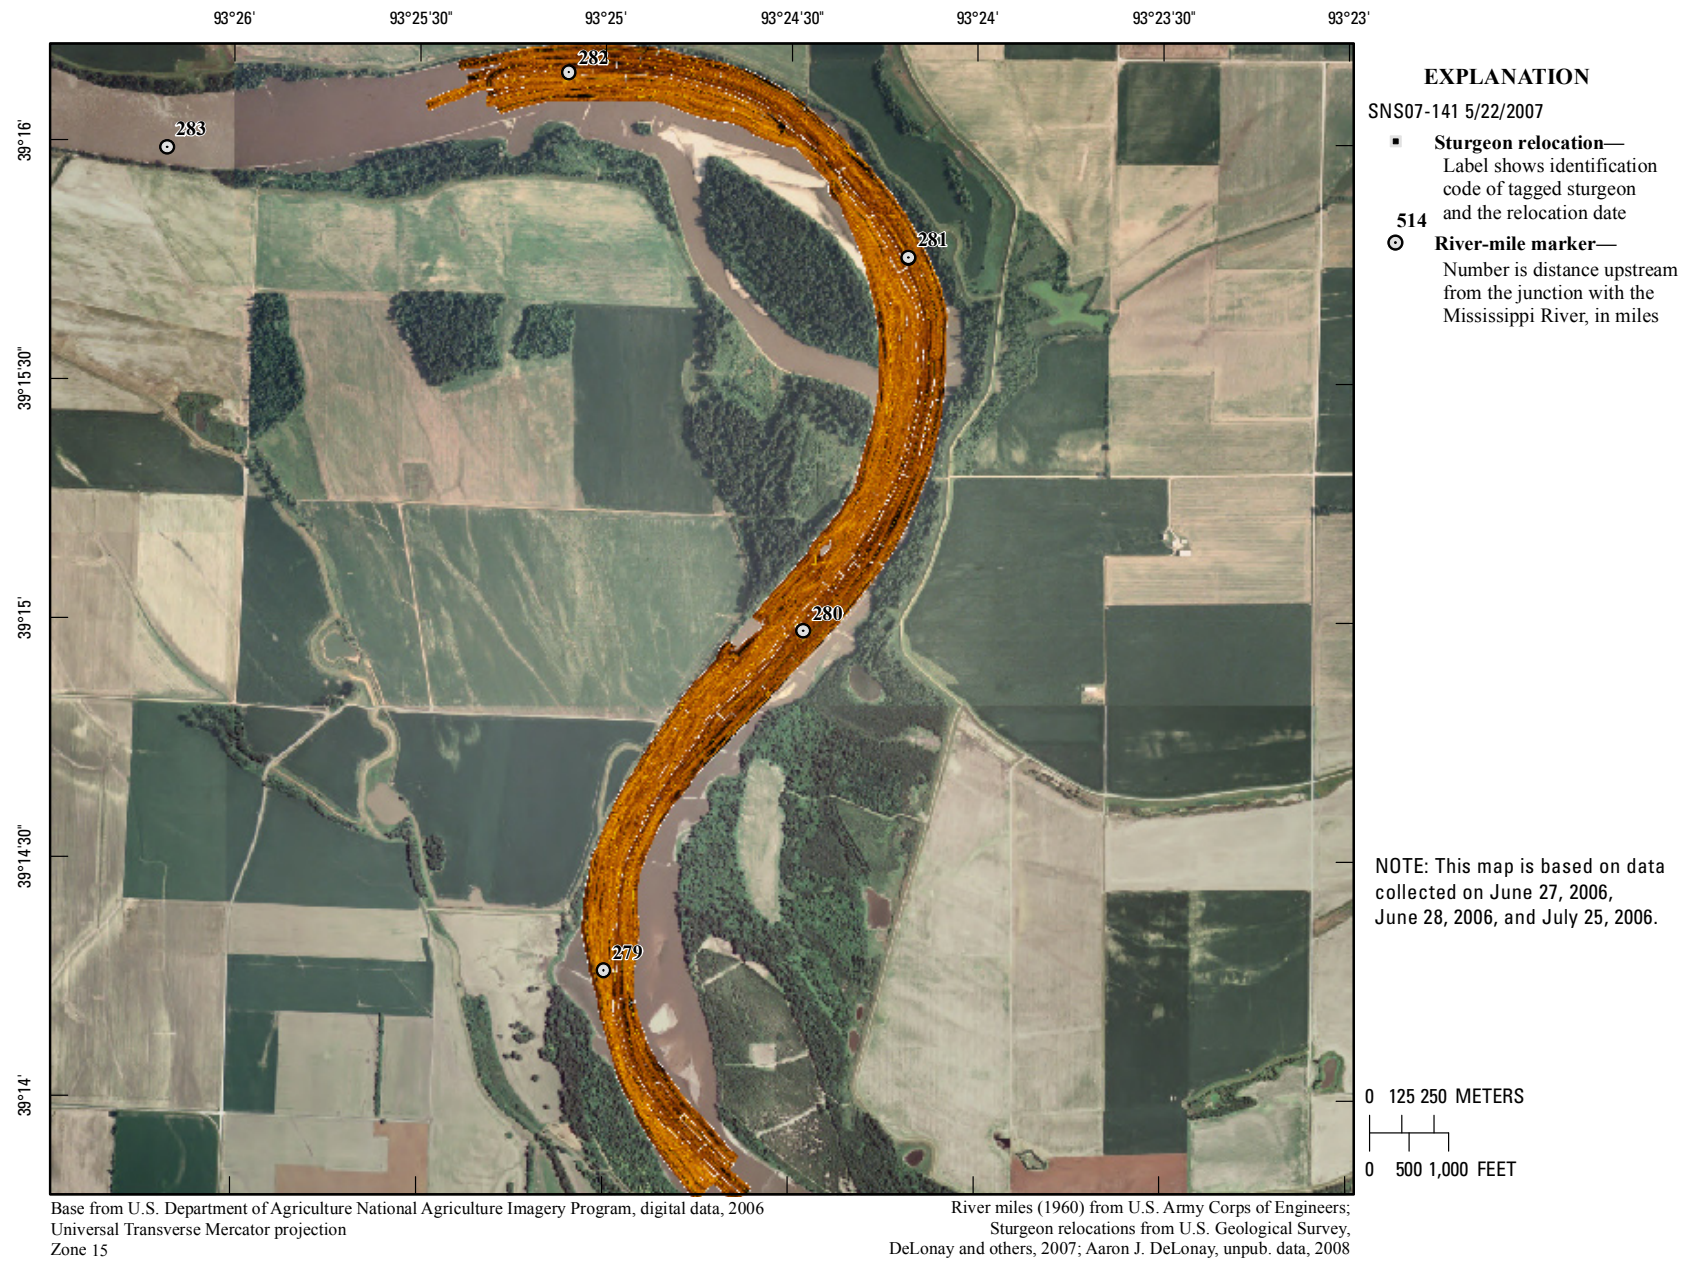 93°26'
93°25'30"
93°25'
93°24'30"
93°24'
93°23'30"
93°23'
39°16'
39°15'30"
39°15'
39°14'30"
39°14'
283
282
281
280
279
EXPLANATION
SNS07-141 5/22/2007
Sturgeon relocation—
Label shows identification
code of tagged sturgeon
and the relocation date
514
River-mile marker—
Number is distance upstream
from the junction with the
Mississippi River, in miles
NOTE: This map is based on data
collected on June 27, 2006,
June 28, 2006, and July 25, 2006.
0 125 250 METERS
0 500 1,000 FEET
Base from U.S. Department of Agriculture National Agriculture Imagery Program, digital data, 2006
Universal Transverse Mercator projection
Zone 15
River miles (1960) from U.S. Army Corps of Engineers;
Sturgeon relocations from U.S. Geological Survey,
DeLonay and others, 2007; Aaron J. DeLonay, unpub. data, 2008